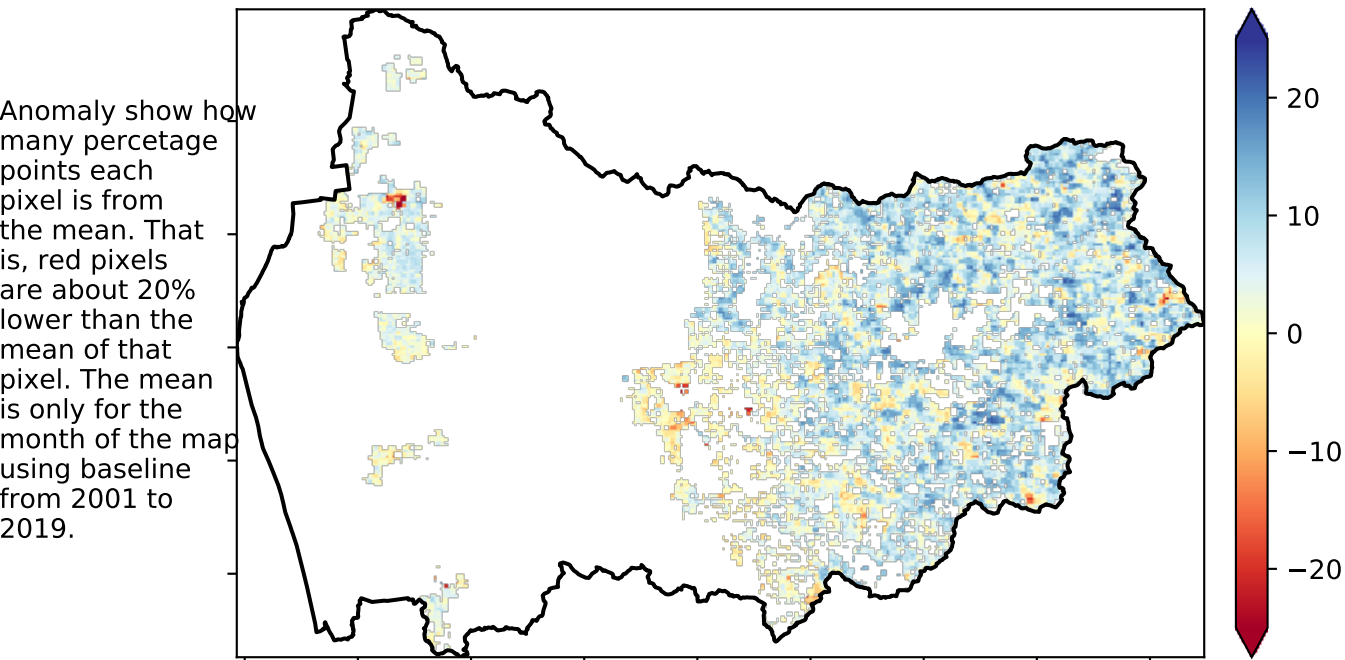 Anomaly show how
many percetage
points each
pixel is from
the mean. That
is, red pixels
are about 20%
lower than the
mean of that
pixel. The mean
is only for the
month of the map
using baseline
from 2001 to
2019.
20
10
0
−10
−20